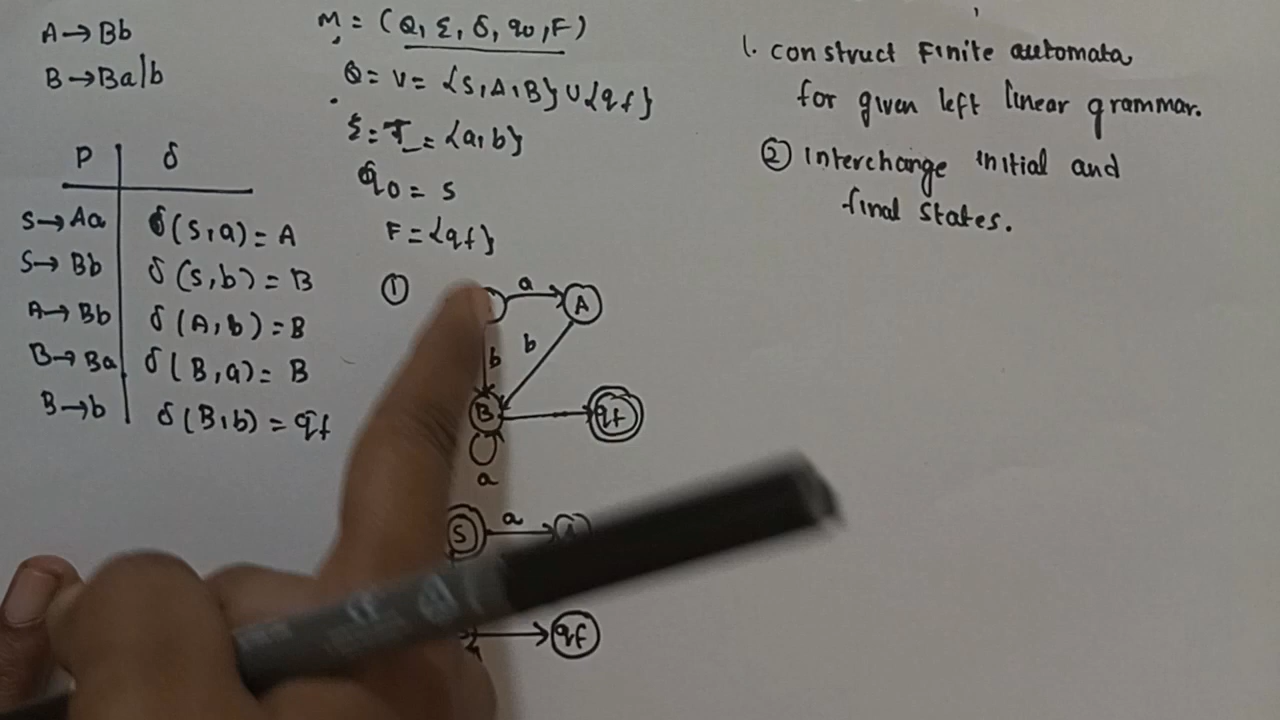 A→Bb
B→Ba|b
P δ
S→Aa δ(S,a)=A
S→Bb δ(S,b)=B
A→Bb δ(A,b)=B
B→Ba δ(B,a)=B
B→b δ(B,b)=qf
M=(Q,Σ,δ,q0,F)
Q=V={S,A,B}∪{qf}
Σ=T={a,b}
q0=S
F={qf}
①
a
A
b b
B qf
a
S a
qf
1. construct Finite automata
for given left linear grammar.
② Interchange initial and
final states.